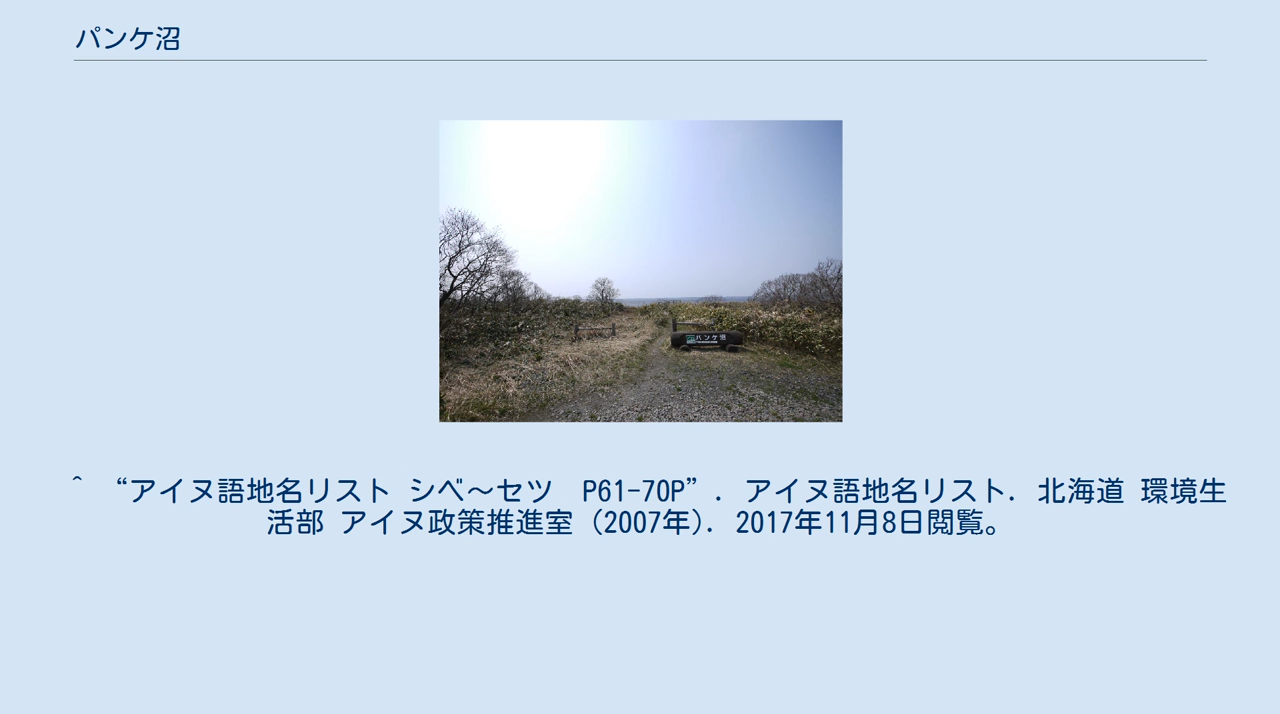 パンケ沼
パンケ沼
^ “アイヌ語地名リスト シベ～セツ　P61-70P”. アイヌ語地名リスト. 北海道 環境生
活部 アイヌ政策推進室 (2007年). 2017年11月8日閲覧。